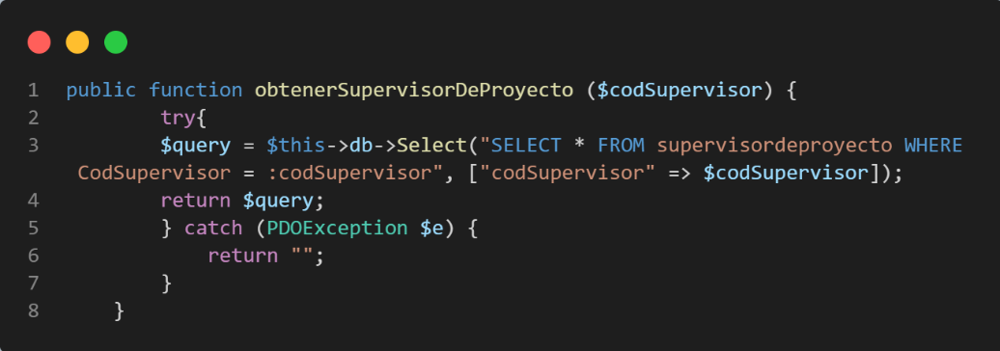 1 public function obtenerSupervisorDeProyecto ($codSupervisor) {
2 try{
3 $query = $this->db->Select("SELECT * FROM supervisordeproyecto WHERE
CodSupervisor = :codSupervisor", ["codSupervisor" => $codSupervisor]);
4 return $query;
5 } catch (PDOException $e) {
6 return "";
7 }
8 }